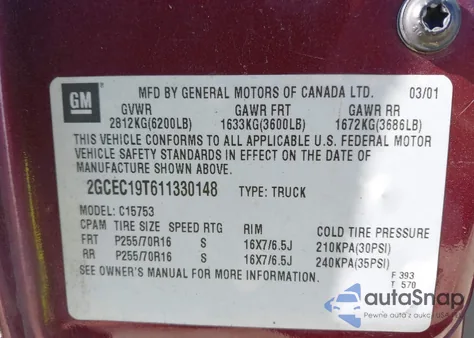 GM
MFD BY GENERAL MOTORS OF CANADA LTD. 03/01
GVWR GAWR FRT GAWR RR
2812KG(6200LB) 1633KG(3600LB) 1672KG(3686LB)
THIS VEHICLE CONFORMS TO ALL APPLICABLE U.S. FEDERAL MOTOR
VEHICLE SAFETY STANDARDS IN EFFECT ON THE DATE OF
MANUFACTURE SHOWN ABOVE.
2GCEC19T611330148 TYPE: TRUCK
MODEL: C15753
CPAM TIRE SIZE SPEED RTG RIM COLD TIRE PRESSURE
FRT P255/70R16 S 16X7/6.5J 210KPA(30PSI)
RR P255/70R16 S 16X7/6.5J 240KPA(35PSI)
SEE OWNER'S MANUAL FOR MORE INFORMATION.
F 393
T 570
autoSnap
Pewne auta z aukcji USA